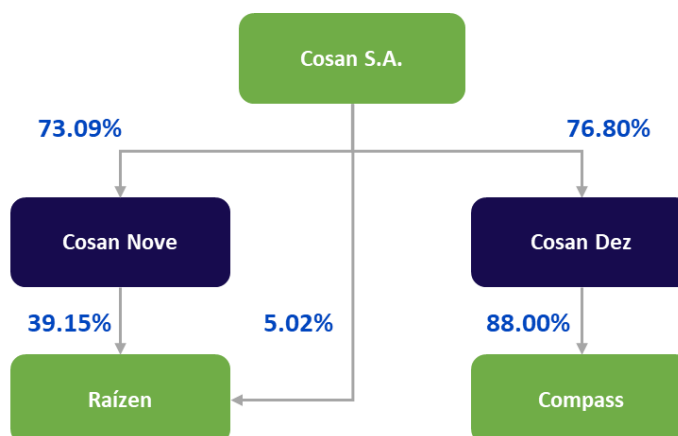 Cosan S.A.
73.09%
76.80%
Cosan Nove
Cosan Dez
39.15%
5.02%
88.00%
Raízen
Compass